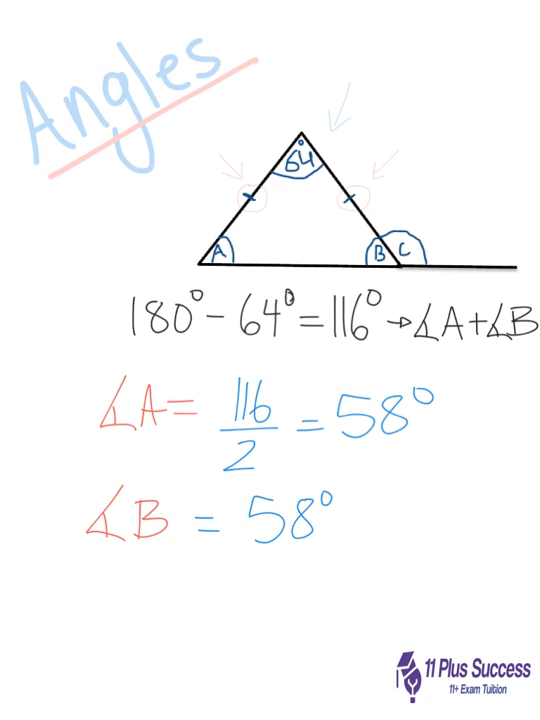 Angles
64°
A
B C
180° - 64° = 116° → ∡A + ∡B
∡A = 116/2 = 58°
∡B = 58°
11 Plus Success
11+ Exam Tuition